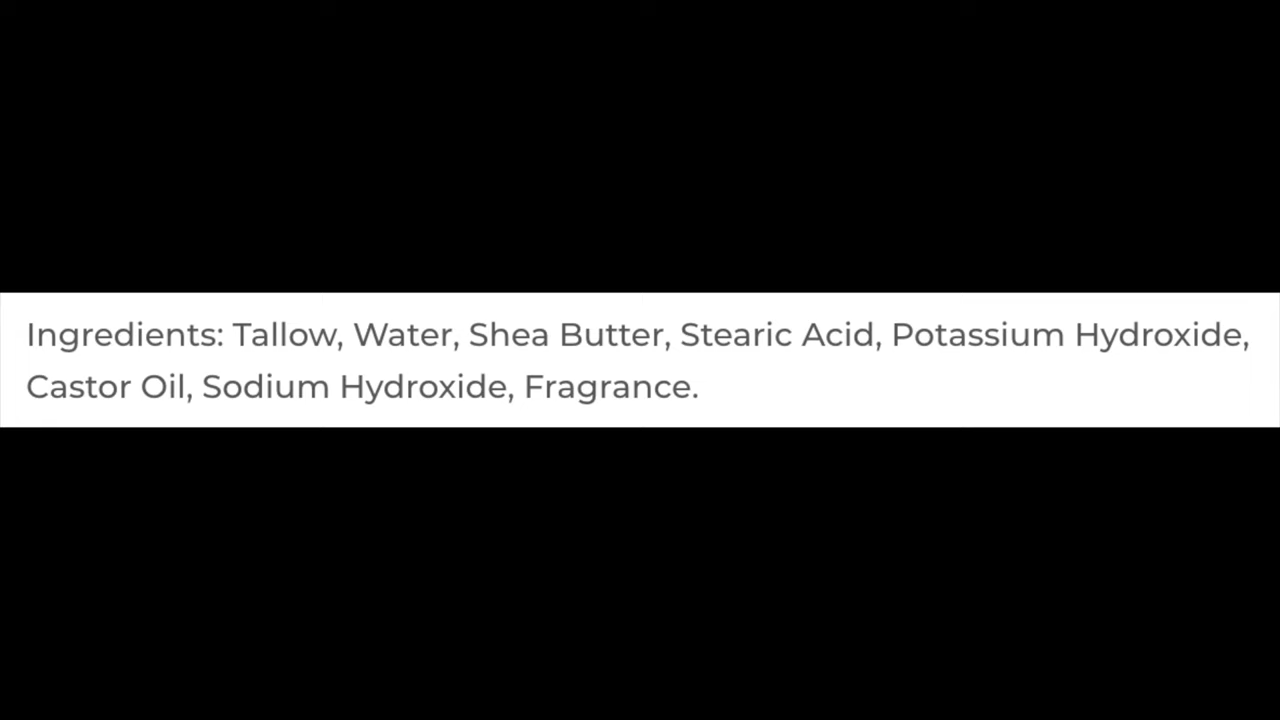 Ingredients: Tallow, Water, Shea Butter, Stearic Acid, Potassium Hydroxide,
Castor Oil, Sodium Hydroxide, Fragrance.